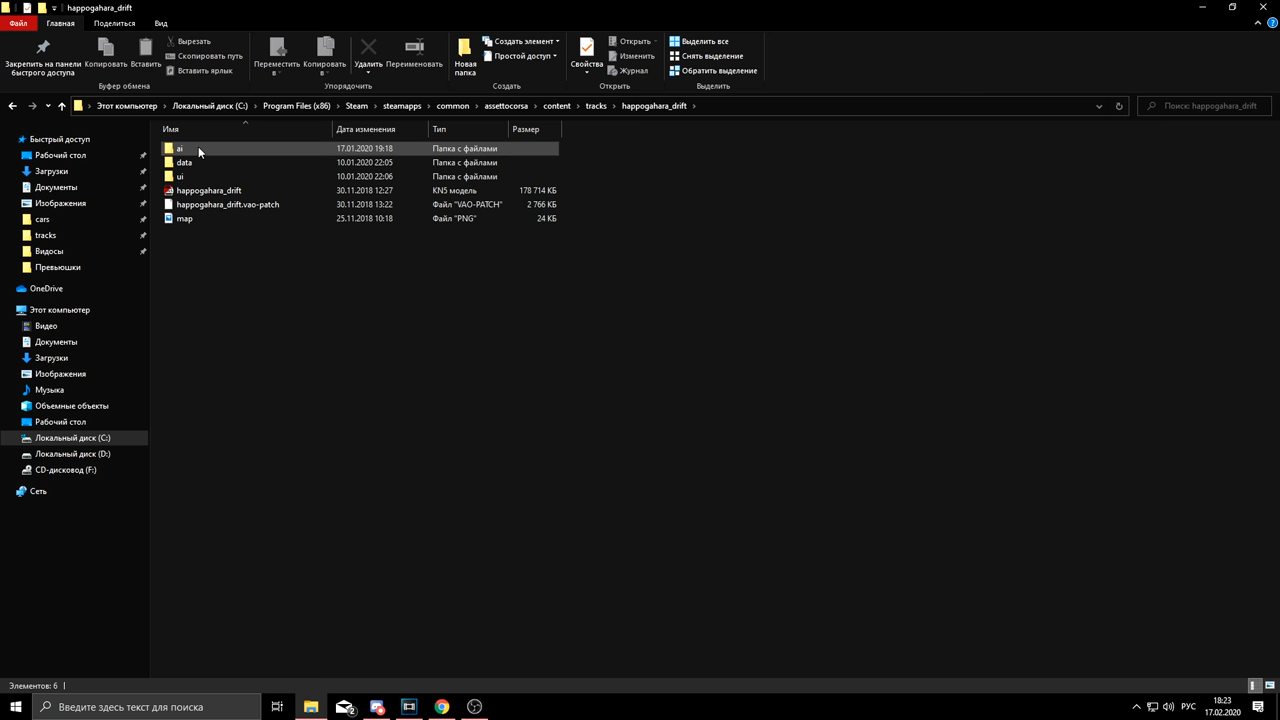 happogahara_drift
Файл
Главная
Поделиться
Вид
Закрепить на панели быстрого доступа
Копировать
Вставить
Вырезать
Скопировать путь
Вставить ярлык
Буфер обмена
Переместить в
Копировать в
Удалить
Переименовать
Упорядочить
Новая папка
Создать элемент
Простой доступ
Создать
Свойства
Открыть
Изменить
Журнал
Открыть
Выделить все
Снять выделение
Обратить выделение
Выделить
Этот компьютер
Локальный диск (C:)
Program Files (x86)
Steam
steamapps
common
assettocorsa
content
tracks
happogahara_drift
Поиск: happogahara_drift
Имя
Дата изменения
Тип
Размер
ai 17.01.2020 19:18 Папка с файлами
data 10.01.2020 22:05 Папка с файлами
ui 10.01.2020 22:06 Папка с файлами
happogahara_drift 30.11.2018 12:27 KN5 модель 178 714 КБ
happogahara_drift.vao-patch 30.11.2018 13:22 Файл "VAO-PATCH" 2 766 КБ
map 25.11.2018 10:18 Файл "PNG" 24 КБ
Быстрый доступ
Рабочий стол
Загрузки
Документы
Изображения
cars
tracks
Видосы
Превьюшки
OneDrive
Этот компьютер
Видео
Документы
Загрузки
Изображения
Музыка
Объемные объекты
Рабочий стол
Локальный диск (C:)
Локальный диск (D:)
CD-дисковод (F:)
Сеть
Элементов: 6
Введите здесь текст для поиска
2
РУС
18:23
17.02.2020